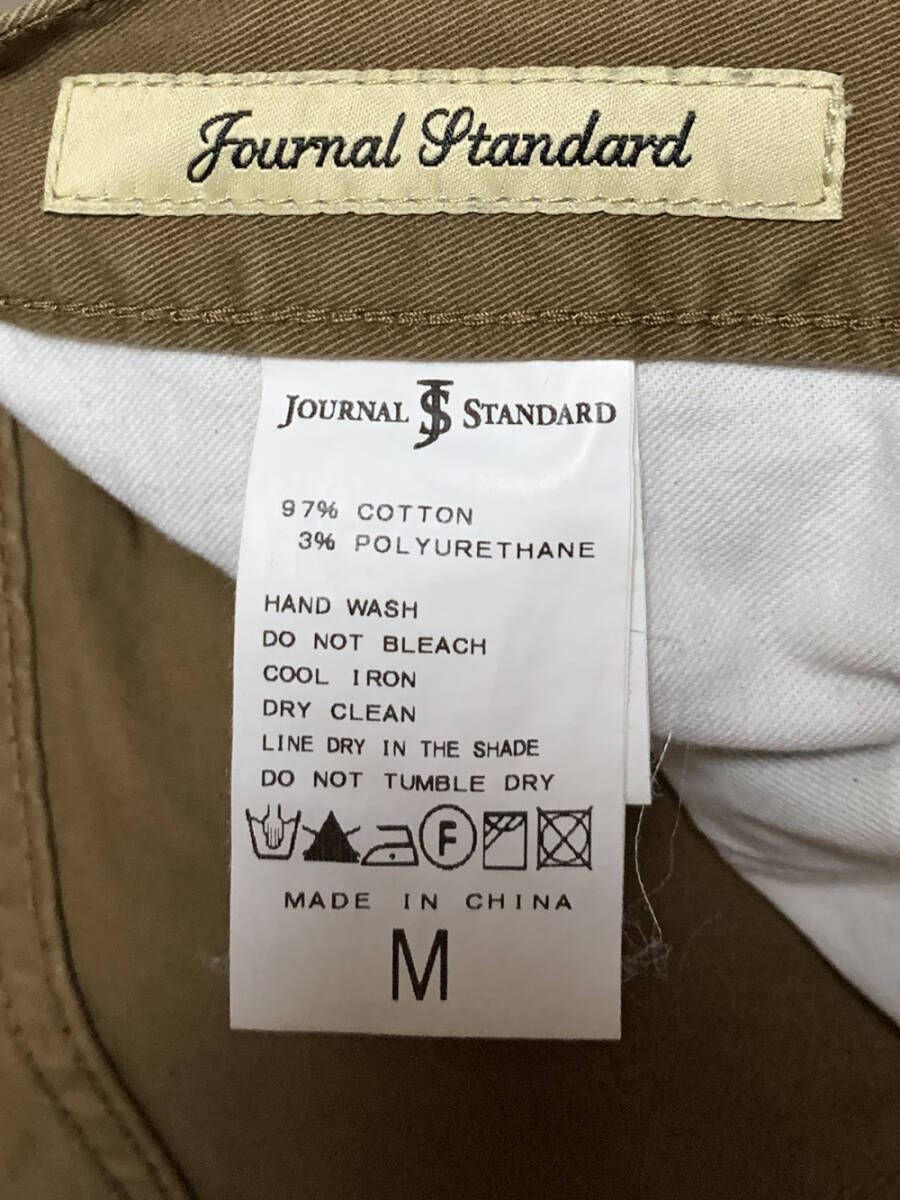 Journal Standard
JOURNAL JS STANDARD
97% COTTON
3% POLYURETHANE
HAND WASH
DO NOT BLEACH
COOL IRON
DRY CLEAN
LINE DRY IN THE SHADE
DO NOT TUMBLE DRY
F
MADE IN CHINA
M